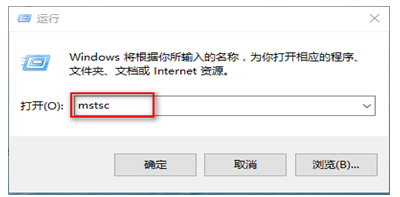 运行
Windows 将根据你所输入的名称，为你打开相应的程序、
文件夹、文档或 Internet 资源。
打开(O): mstsc
确定 取消 浏览(B)...